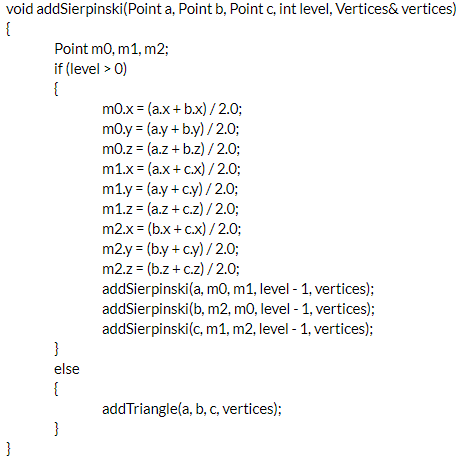 void addSierpinski(Point a, Point b, Point c, int level, Vertices& vertices)
{
Point m0, m1, m2;
if (level > 0)
{
m0.x = (a.x + b.x) / 2.0;
m0.y = (a.y + b.y) / 2.0;
m0.z = (a.z + b.z) / 2.0;
m1.x = (a.x + c.x) / 2.0;
m1.y = (a.y + c.y) / 2.0;
m1.z = (a.z + c.z) / 2.0;
m2.x = (b.x + c.x) / 2.0;
m2.y = (b.y + c.y) / 2.0;
m2.z = (b.z + c.z) / 2.0;
addSierpinski(a, m0, m1, level - 1, vertices);
addSierpinski(b, m2, m0, level - 1, vertices);
addSierpinski(c, m1, m2, level - 1, vertices);
}
else
{
addTriangle(a, b, c, vertices);
}
}